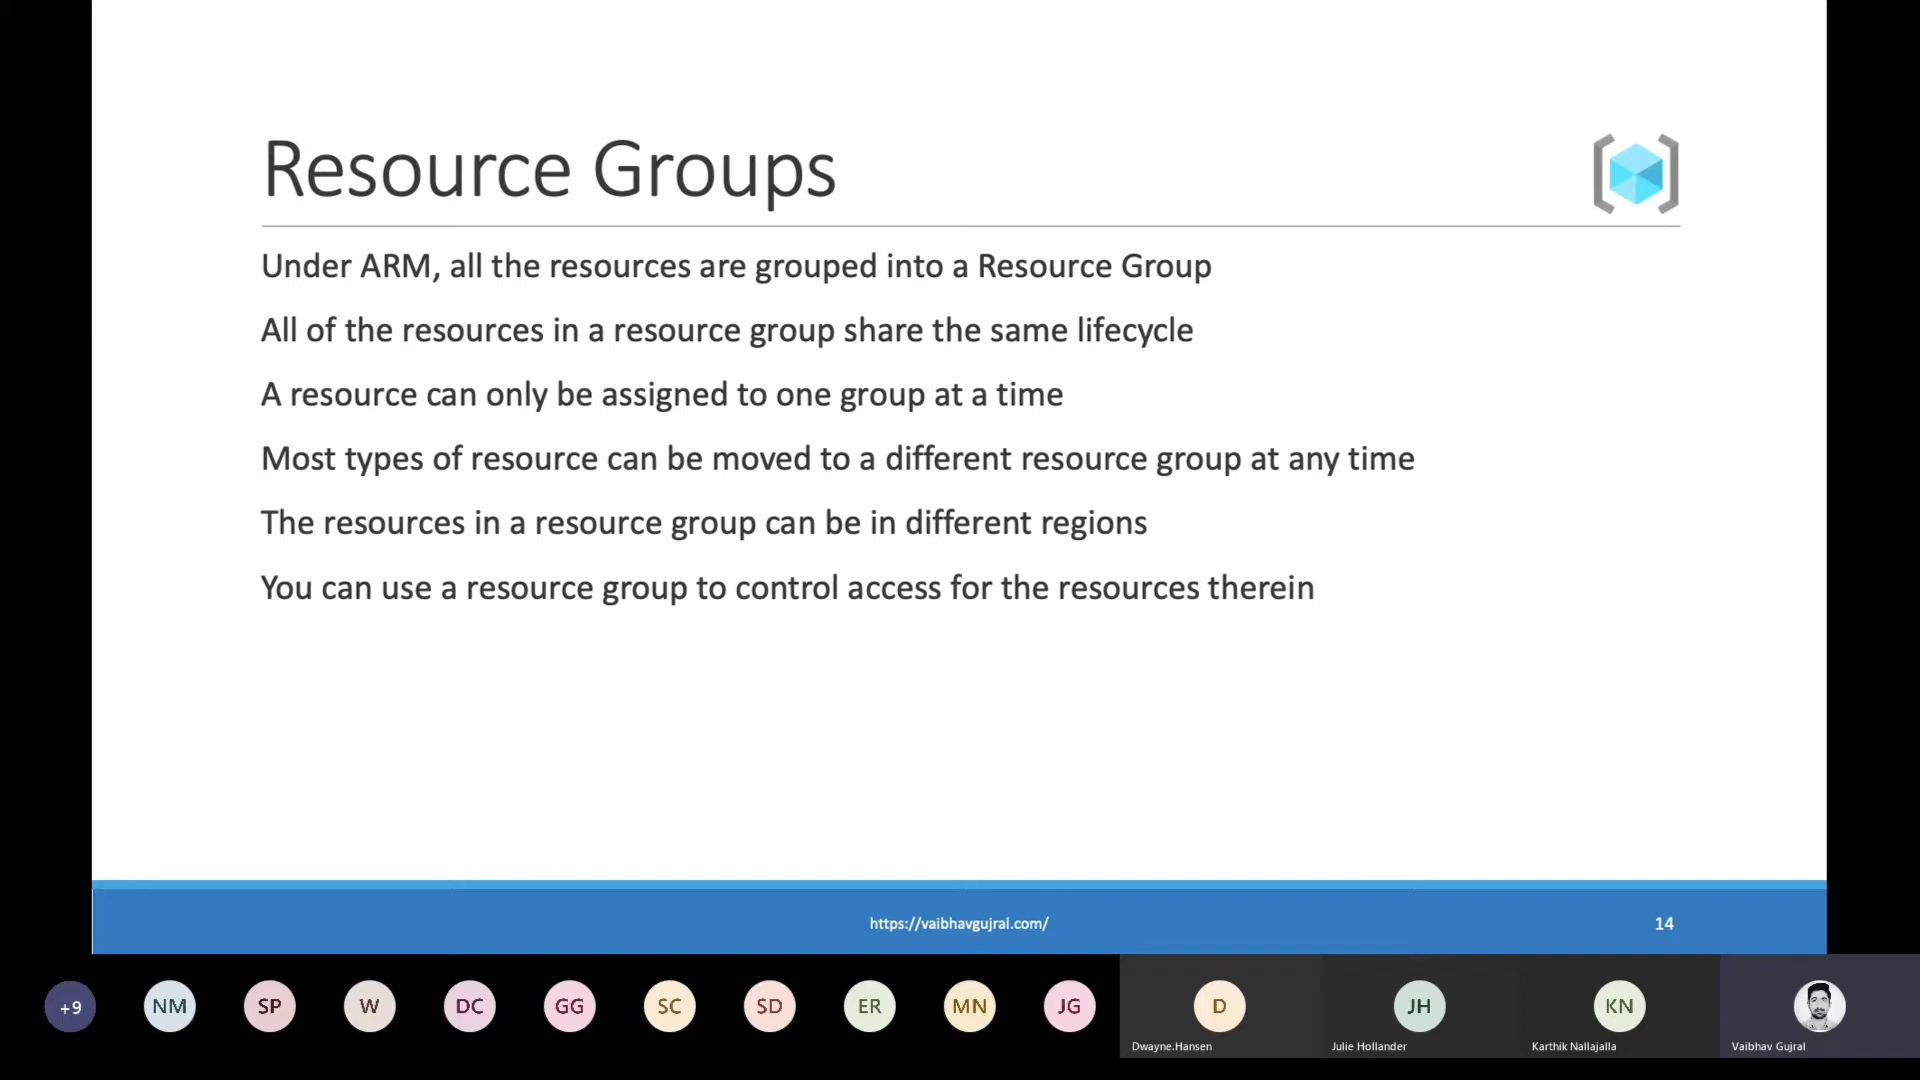 Resource Groups
Under ARM, all the resources are grouped into a Resource Group
All of the resources in a resource group share the same lifecycle
A resource can only be assigned to one group at a time
Most types of resource can be moved to a different resource group at any time
The resources in a resource group can be in different regions
You can use a resource group to control access for the resources therein
https://vaibhavgujral.com/
14
+9
NM
SP
W
DC
GG
SC
SD
ER
MN
JG
D
JH
KN
Dwayne.Hansen
Julie Hollander
Karthik Nallajalla
Vaibhav Gujral